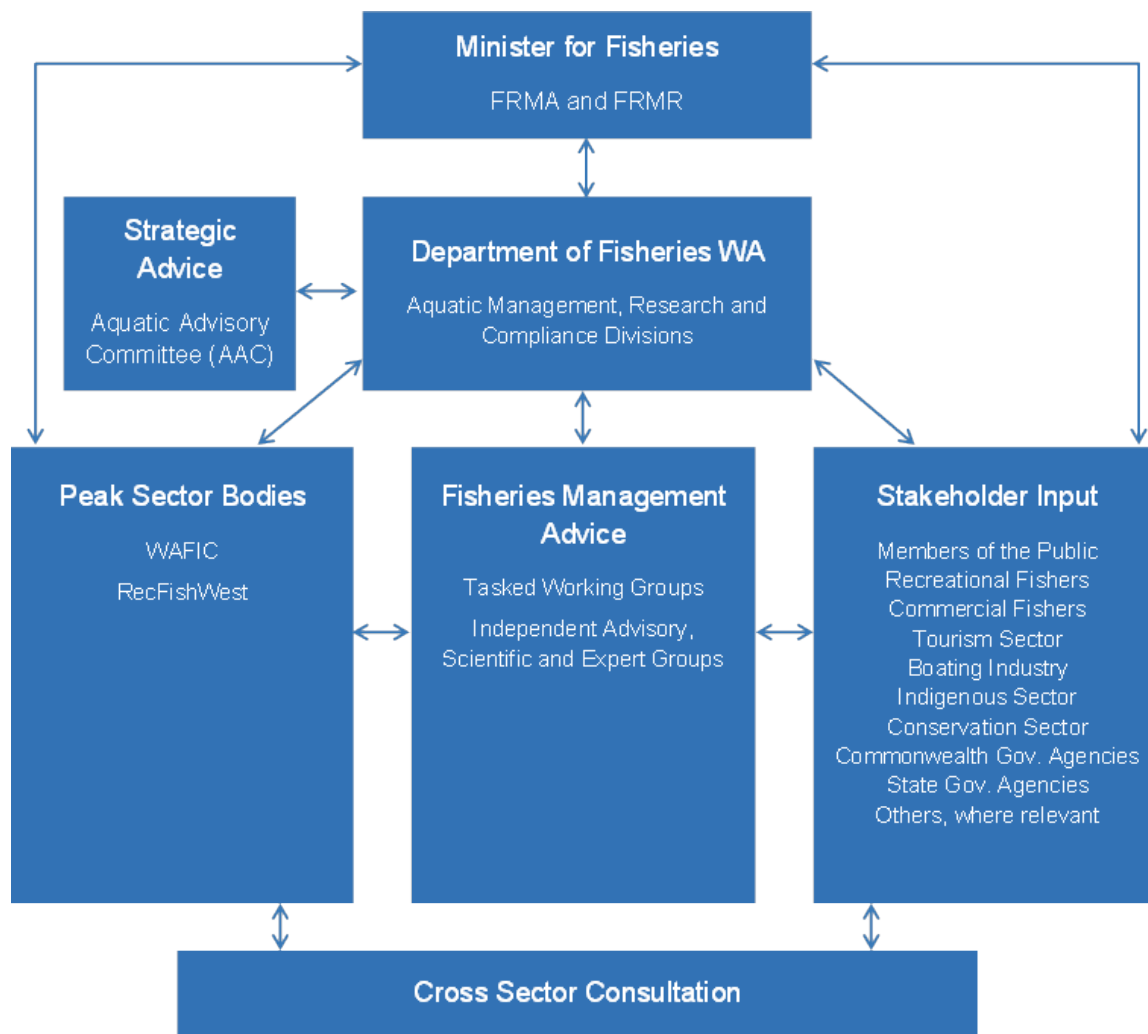 Minister for Fisheries
FRMA and FRMR
Strategic
Advice
Aquatic Advisory
Committee (AAC)
Department of Fisheries WA
Aquatic Management, Research and
Compliance Divisions
Peak Sector Bodies
WAFIC
RecFishWest
Fisheries Management
Advice
Tasked Working Groups
Independent Advisory,
Scientific and Expert Groups
Stakeholder Input
Members of the Public
Recreational Fishers
Commercial Fishers
Tourism Sector
Boating Industry
Indigenous Sector
Conservation Sector
Commonwealth Gov. Agencies
State Gov. Agencies
Others, where relevant
Cross Sector Consultation